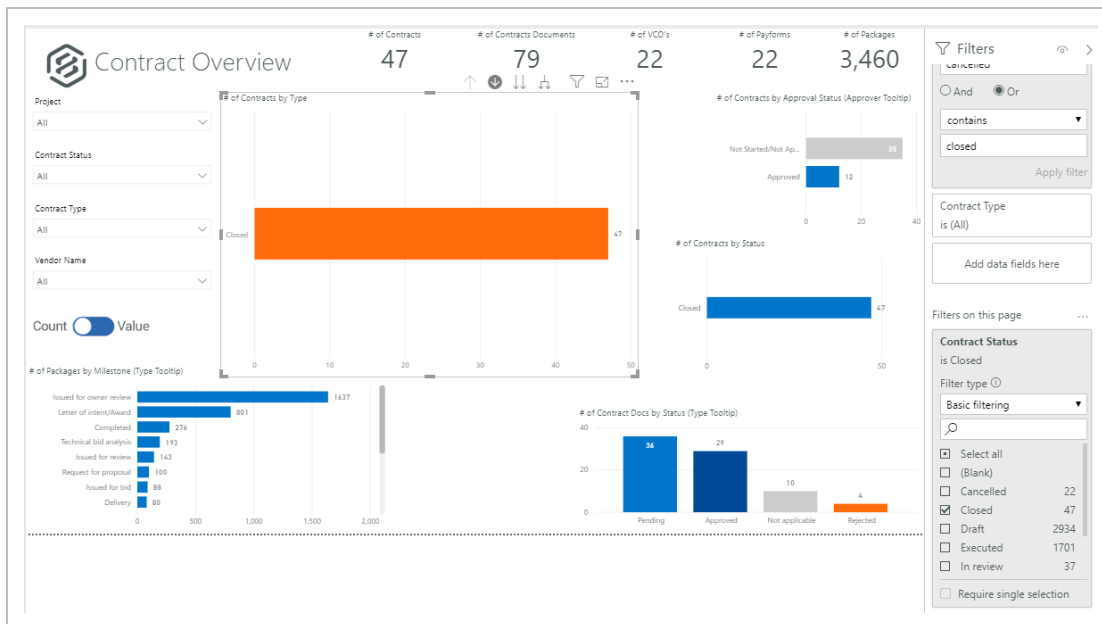 Contract Overview
# of Contracts
47
# of Contracts Documents
79
# of VCO's
22
# of Payforms
22
# of Packages
3,460
Project
All
Contract Status
All
Contract Type
All
Vendor Name
All
Count
Value
# of Contracts by Type
Closed
47
0 10 20 30 40 50
# of Contracts by Approval Status (Approver Tooltip)
Not Started/Not Ap...
35
Approved
12
0 20 40
# of Contracts by Status
Closed
47
0 50
# of Packages by Milestone (Type Tooltip)
Issued for owner review 1637
Letter of intent/Award 801
Completed 276
Technical bid analysis 193
Issued for review 143
Request for proposal 100
Issued for bid 88
Delivery 80
0 500 1,000 1,500 2,000
# of Contract Docs by Status (Type Tooltip)
40
20
0
36
29
10
4
Pending Approved Not applicable Rejected
Filters
cancelled
And Or
contains
closed
Apply filter
Contract Type
is (All)
Add data fields here
Filters on this page
...
Contract Status
is Closed
Filter type
Basic filtering
Select all
(Blank)
Cancelled 22
Closed 47
Draft 2934
Executed 1701
In review 37
Require single selection